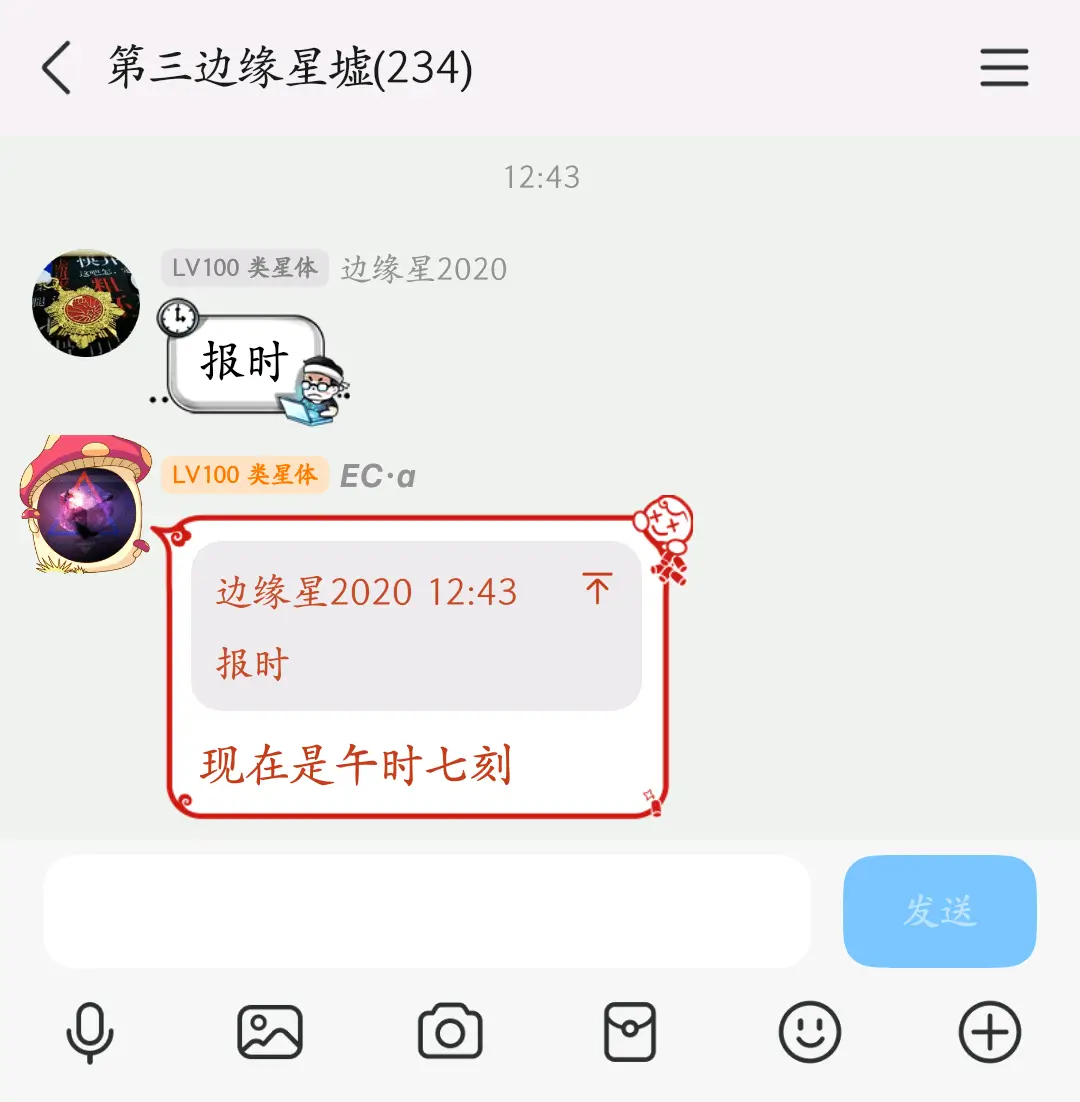 第三边缘星墟(234)
12:43
LV100 类星体 边缘星2020
报时
LV100 类星体 EC·α
边缘星2020 12:43
报时
现在是午时七刻
发送